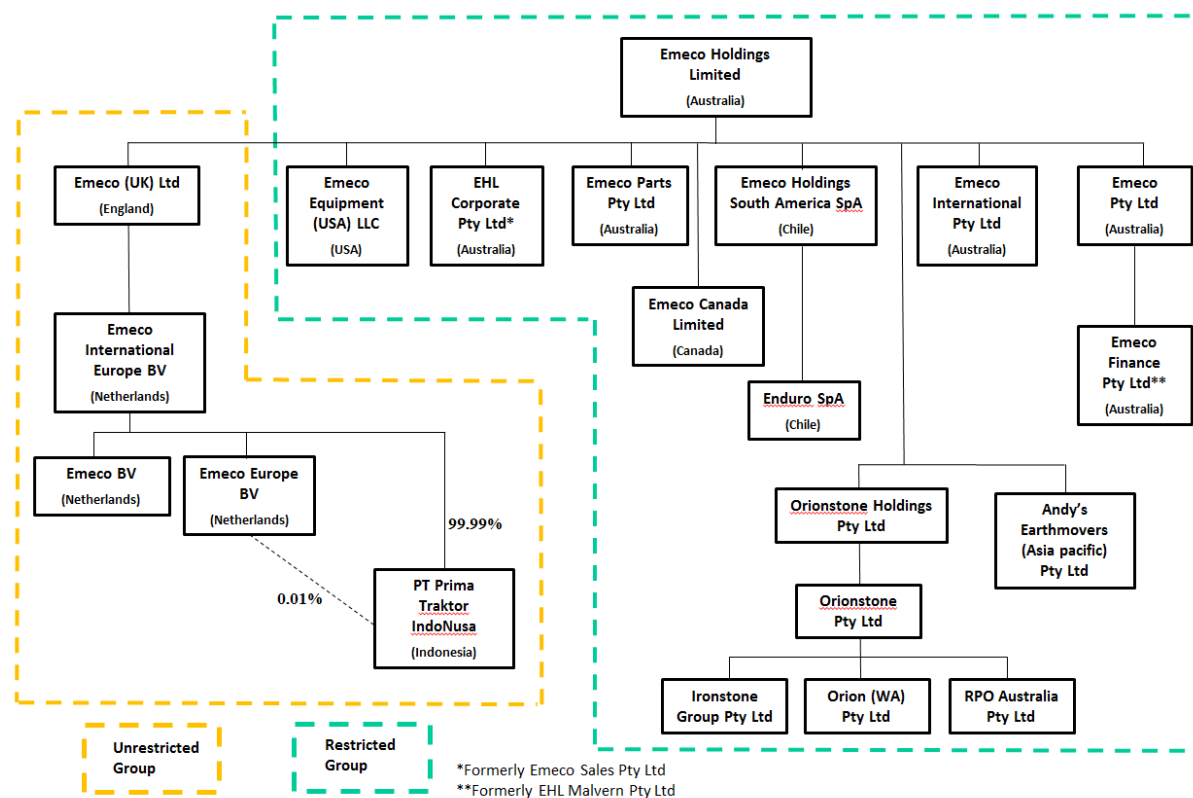 Emeco Holdings
Limited
(Australia)
Emeco (UK) Ltd
(England)
Emeco
Equipment
(USA) LLC
(USA)
EHL
Corporate
Pty Ltd*
(Australia)
Emeco Parts
Pty Ltd
(Australia)
Emeco Holdings
South America SpA
(Chile)
Emeco
International
Pty Ltd
(Australia)
Emeco
Pty Ltd
(Australia)
Emeco Canada
Limited
(Canada)
Emeco
International
Europe BV
(Netherlands)
Emeco
Finance
Pty Ltd**
(Australia)
Enduro SpA
(Chile)
Emeco BV
(Netherlands)
Emeco Europe
BV
(Netherlands)
99.99%
0.01%
PT Prima
Traktor
IndoNusa
(Indonesia)
Orionstone Holdings
Pty Ltd
Andy’s
Earthmovers
(Asia pacific)
Pty Ltd
Orionstone
Pty Ltd
Ironstone
Group Pty Ltd
Orion (WA)
Pty Ltd
RPO Australia
Pty Ltd
Unrestricted
Group
Restricted
Group
*Formerly Emeco Sales Pty Ltd
**Formerly EHL Malvern Pty Ltd